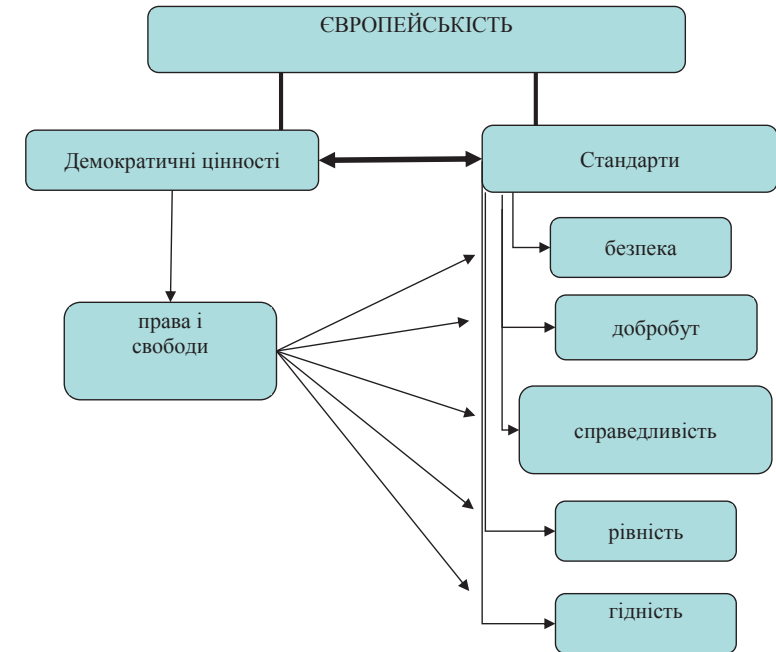 ЄВРОПЕЙСЬКІСТЬ
Демократичні цінності
Стандарти
безпека
права і
свободи
добробут
справедливість
рівність
гідність